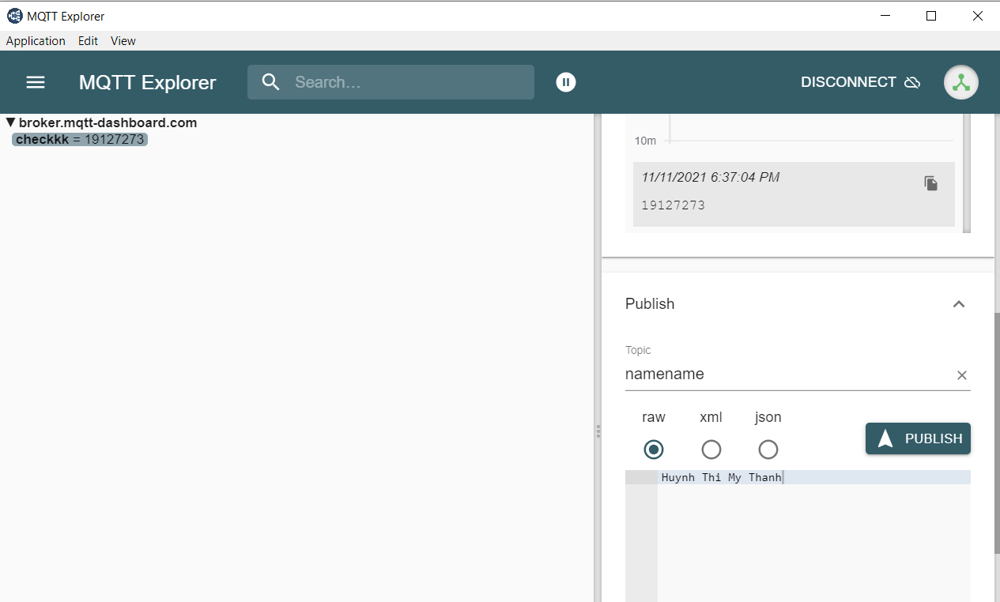 MQTT Explorer
Application Edit View
MQTT Explorer
Search...
DISCONNECT
broker.mqtt-dashboard.com
checkkk = 19127273
10m
11/11/2021 6:37:04 PM
19127273
Publish
Topic
namename
raw xml json
PUBLISH
Huynh Thi My Thanh